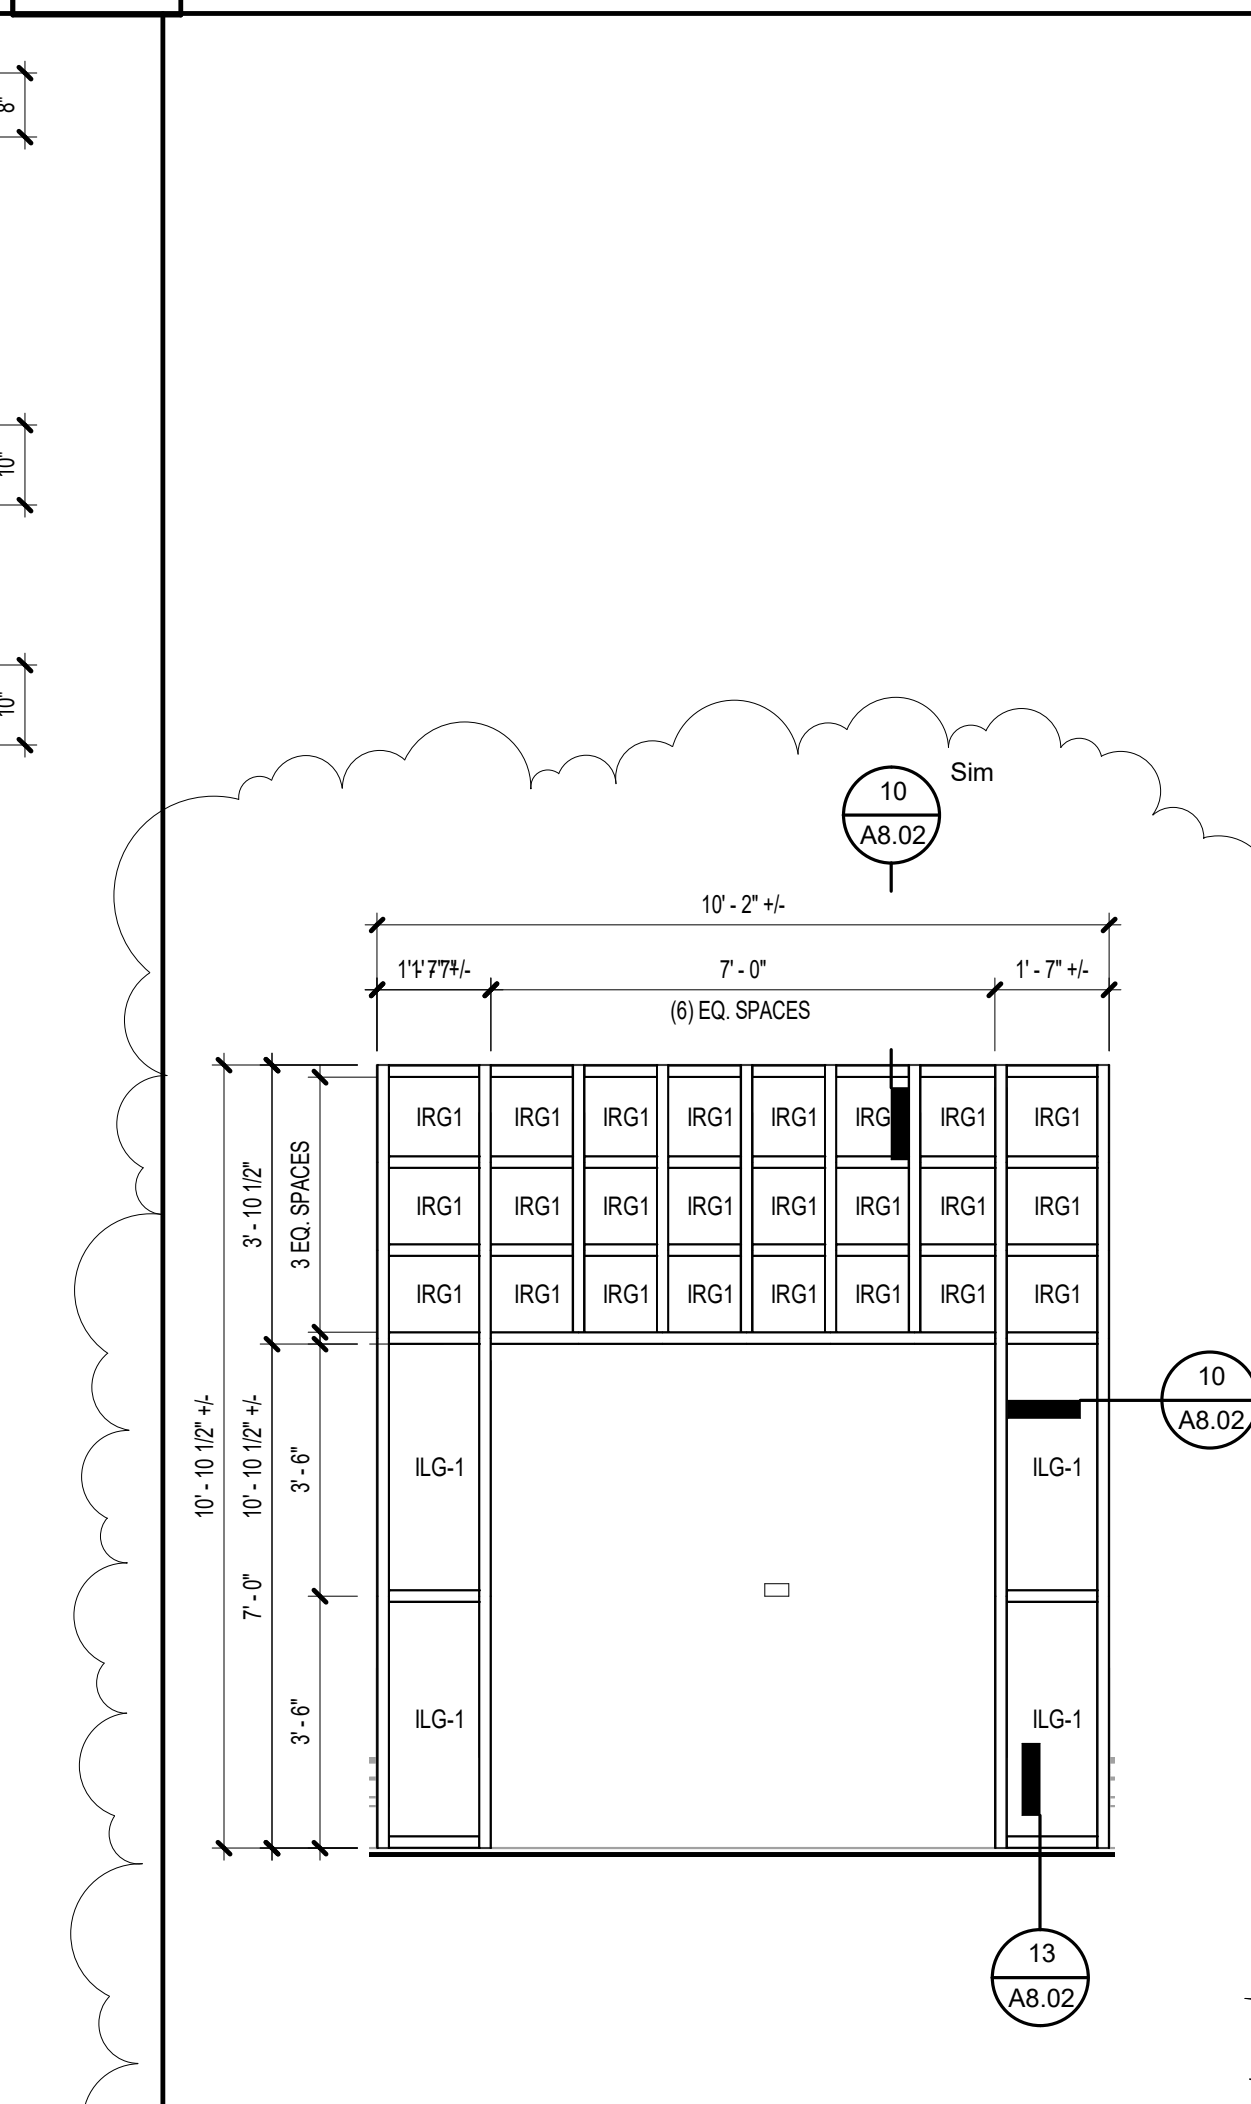 8"
10"
10"
Sim
10
A8.02
10' - 2" +/-
7' - 0"
1' - 7" +/-
(6) EQ. SPACES
IRG1 IRG1 IRG1 IRG1 IRG1 IRG IRG1 IRG1
3' - 10 1/2"
3 EQ. SPACES
IRG1 IRG1 IRG1 IRG1 IRG1 IRG1 IRG1 IRG1
IRG1 IRG1 IRG1 IRG1 IRG1 IRG1 IRG1 IRG1
10
A8.02
10' - 10 1/2" +/-
10' - 10 1/2" +/-
3' - 6"
ILG-1 ILG-1
7' - 0"
3' - 6"
ILG-1 ILG-1
13
A8.02